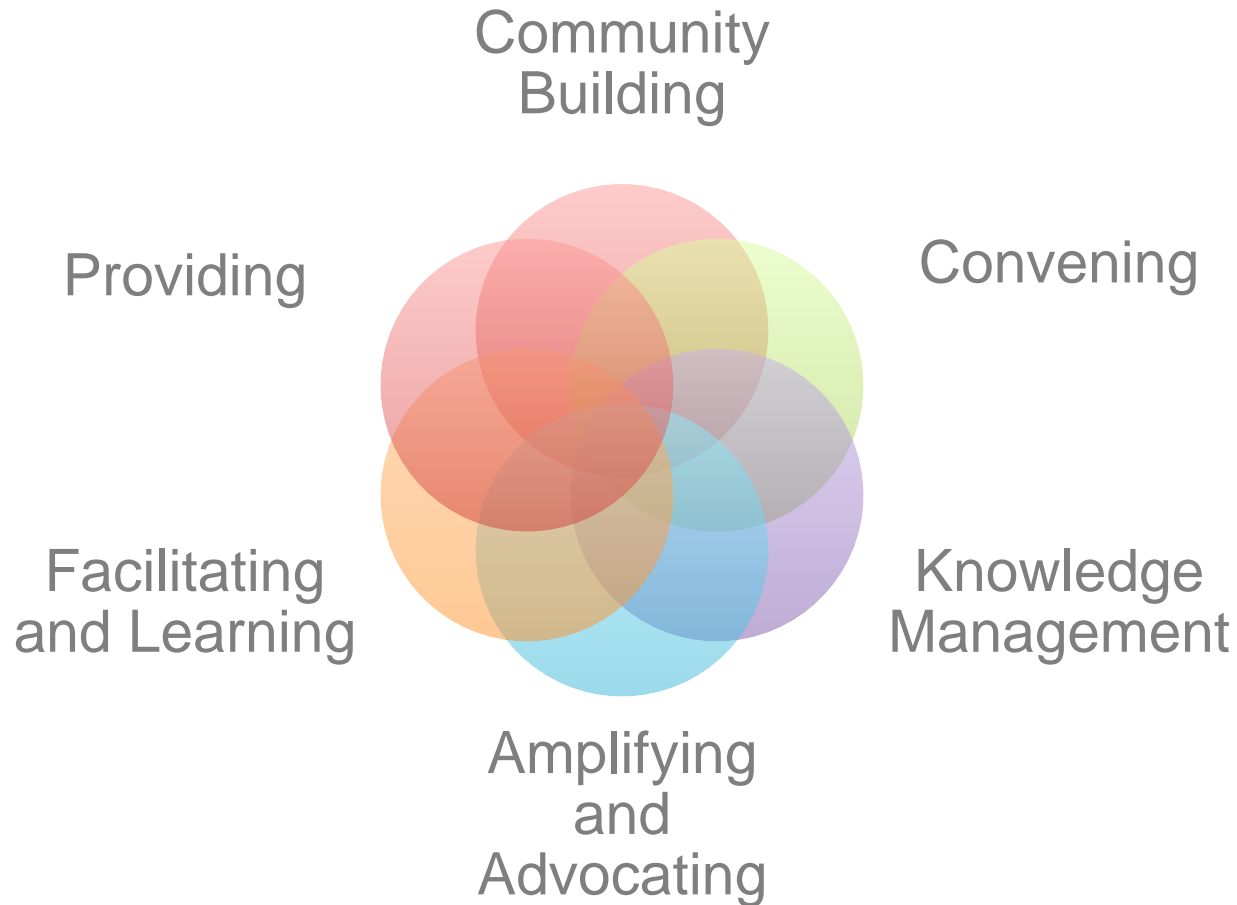 Community
Building
Providing
Convening
Facilitating
and Learning
Knowledge
Management
Amplifying
and
Advocating